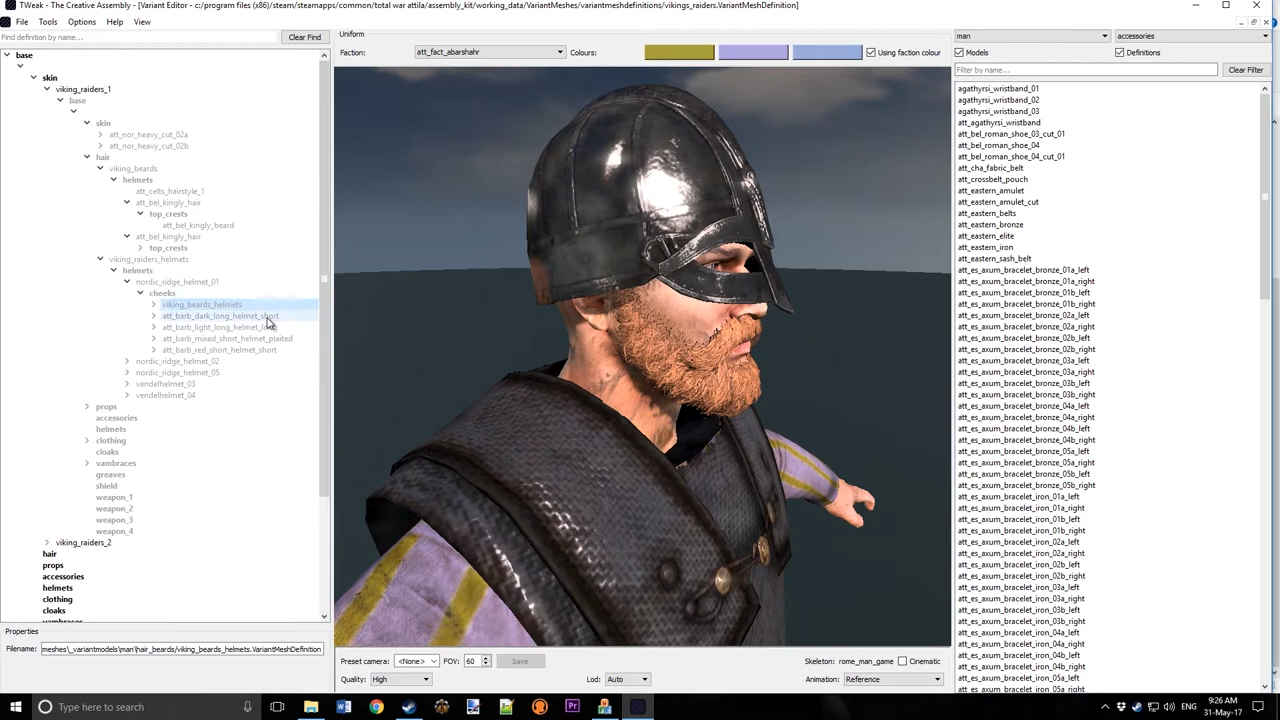 TWeak - The Creative Assembly - [Variant Editor - c:/program files (x86)/steam/steamapps/common/total war attila/assembly_kit/working_data/VariantMeshes/variantmeshdefinitions/vikings_raiders.VariantMeshDefinition]
File Tools Options Help View
Find definition by name... Clear Find
base
skin
viking_raiders_1
base
skin
att_nor_heavy_cut_02a
att_nor_heavy_cut_02b
hair
viking_beards
helmets
att_celts_hairstyle_1
att_bel_kingly_hair
top_crests
att_bel_kingly_beard
att_bel_kingly_hair
top_crests
viking_raiders_helmets
helmets
nordic_ridge_helmet_01
cheeks
viking_beards_helmets
att_barb_dark_long_helmet_short
att_barb_light_long_helmet_long
att_barb_mixed_short_helmet_plaited
att_barb_red_short_helmet_short
nordic_ridge_helmet_02
nordic_ridge_helmet_05
vendelhelmet_03
vendelhelmet_04
props
accessories
helmets
clothing
cloaks
vambraces
greaves
shield
weapon_1
weapon_2
weapon_3
weapon_4
viking_raiders_2
hair
props
accessories
helmets
clothing
cloaks
vambraces
Properties
Filename: meshes\_variantmodels\man\hair_beards/viking_beards_helmets.VariantMeshDefinition
Uniform
Faction: att_fact_abarshahr Colours: Using faction colour
Preset camera: <None> FOV: 60 Save Skeleton: rome_man_game Cinematic
Quality: High Lod: Auto Animation: Reference
man accessories
Models Definitions
Filter by name... Clear Filter
agathyrsi_wristband_01
agathyrsi_wristband_02
agathyrsi_wristband_03
att_agathyrsi_wristband
att_bel_roman_shoe_03_cut_01
att_bel_roman_shoe_04
att_bel_roman_shoe_04_cut_01
att_cha_fabric_belt
att_crossbelt_pouch
att_eastern_amulet
att_eastern_amulet_cut
att_eastern_belts
att_eastern_bronze
att_eastern_elite
att_eastern_iron
att_eastern_sash_belt
att_es_axum_bracelet_bronze_01a_left
att_es_axum_bracelet_bronze_01a_right
att_es_axum_bracelet_bronze_01b_left
att_es_axum_bracelet_bronze_01b_right
att_es_axum_bracelet_bronze_02a_left
att_es_axum_bracelet_bronze_02a_right
att_es_axum_bracelet_bronze_02b_left
att_es_axum_bracelet_bronze_02b_right
att_es_axum_bracelet_bronze_03a_left
att_es_axum_bracelet_bronze_03a_right
att_es_axum_bracelet_bronze_03b_left
att_es_axum_bracelet_bronze_03b_right
att_es_axum_bracelet_bronze_04a_left
att_es_axum_bracelet_bronze_04a_right
att_es_axum_bracelet_bronze_04b_left
att_es_axum_bracelet_bronze_04b_right
att_es_axum_bracelet_bronze_05a_left
att_es_axum_bracelet_bronze_05a_right
att_es_axum_bracelet_bronze_05b_left
att_es_axum_bracelet_bronze_05b_right
att_es_axum_bracelet_iron_01a_left
att_es_axum_bracelet_iron_01a_right
att_es_axum_bracelet_iron_01b_left
att_es_axum_bracelet_iron_01b_right
att_es_axum_bracelet_iron_02a_left
att_es_axum_bracelet_iron_02a_right
att_es_axum_bracelet_iron_02b_left
att_es_axum_bracelet_iron_02b_right
att_es_axum_bracelet_iron_03a_left
att_es_axum_bracelet_iron_03a_right
att_es_axum_bracelet_iron_03b_left
att_es_axum_bracelet_iron_03b_right
att_es_axum_bracelet_iron_04a_left
att_es_axum_bracelet_iron_04a_right
att_es_axum_bracelet_iron_04b_left
att_es_axum_bracelet_iron_04b_right
att_es_axum_bracelet_iron_05a_left
att_es_axum_bracelet_iron_05a_right
Type here to search
ENG 9:26 AM
31-May-17